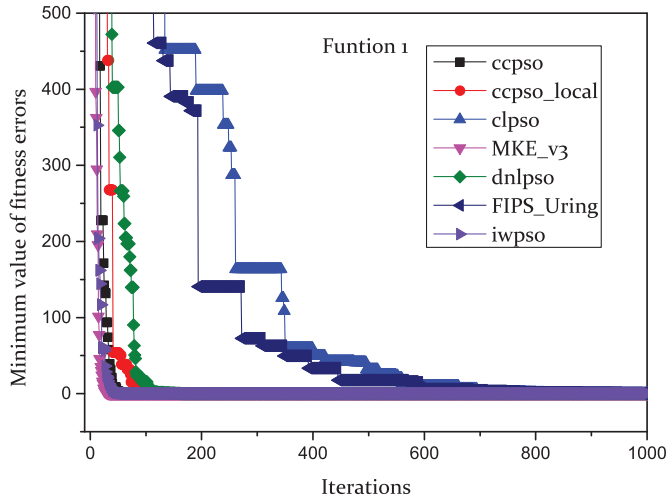 500
400
300
200
100
0
Minimum value of fitness errors
Funtion 1
ccpso
ccpso_local
clpso
MKE_v3
dnlpso
FIPS_Uring
iwpso
0
200
400
600
800
1000
Iterations